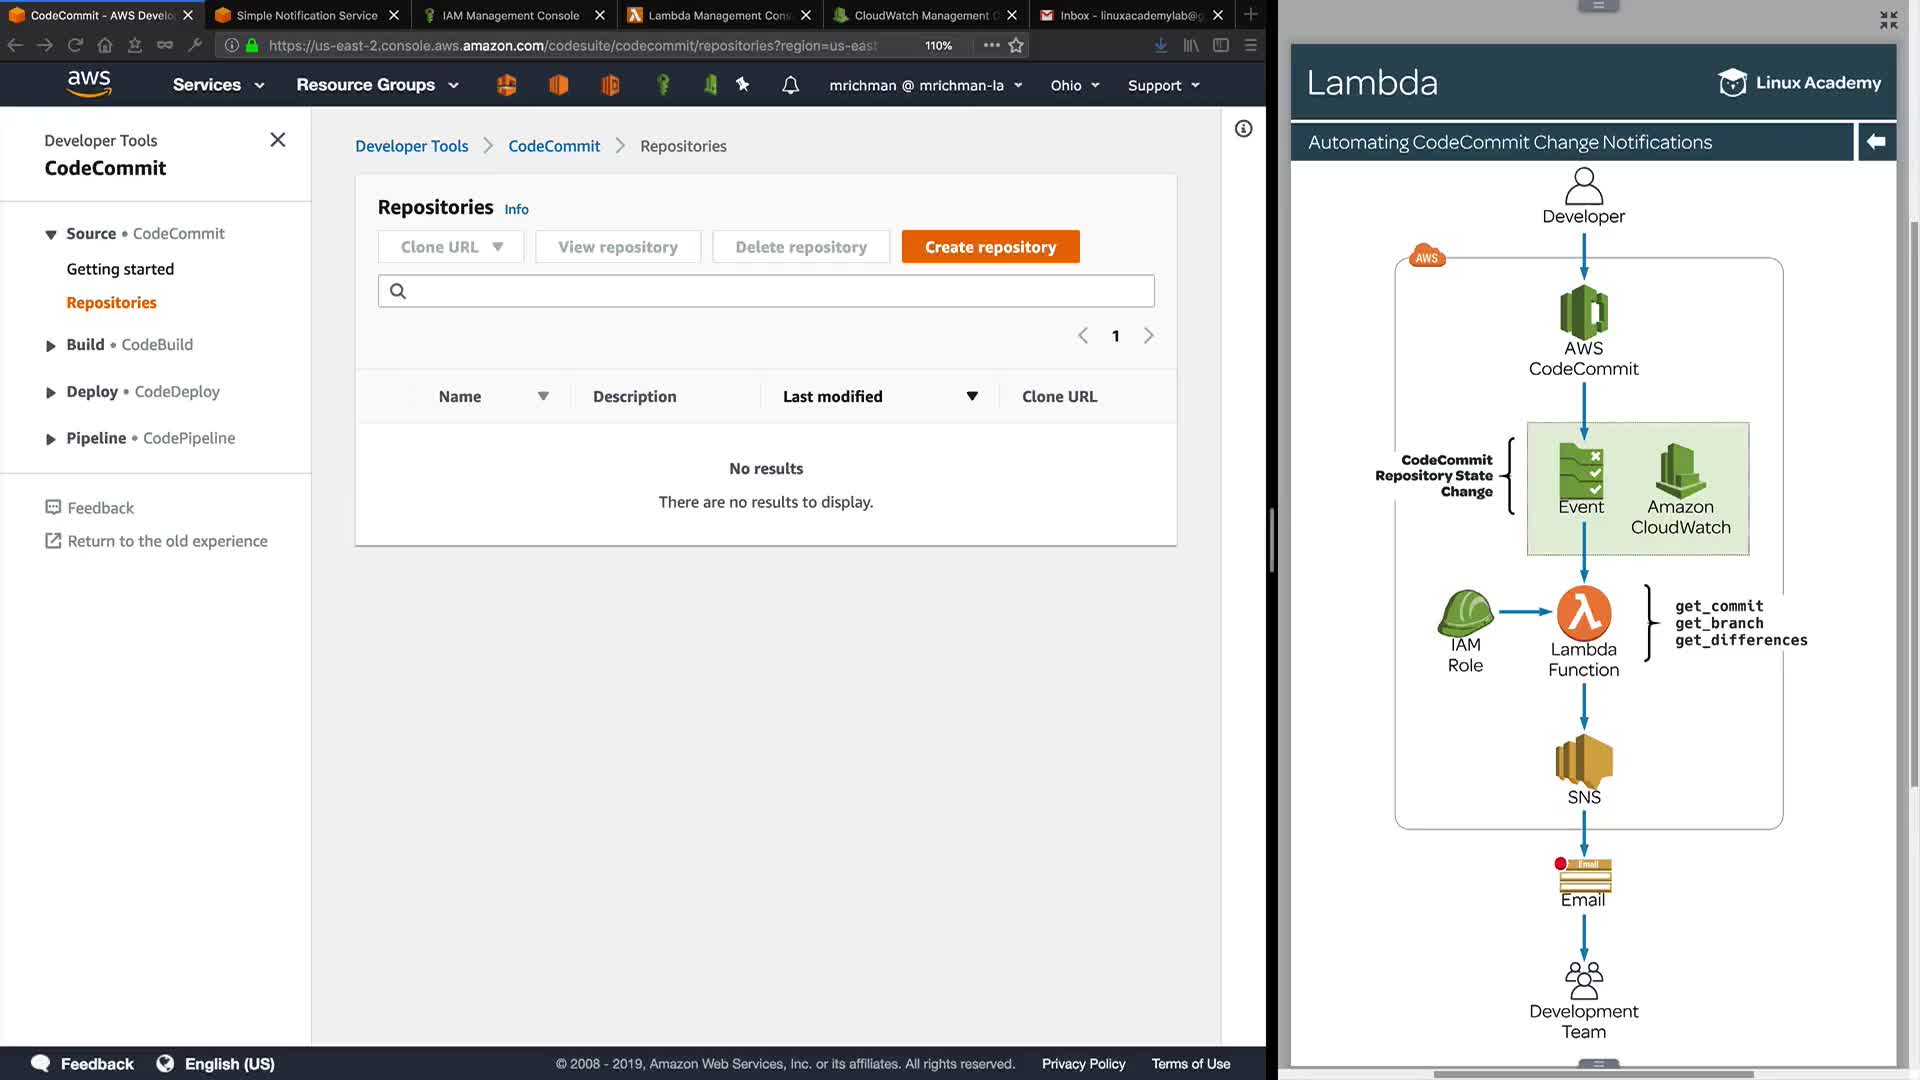 CodeCommit - AWS Develo
Simple Notification Service
IAM Management Console
Lambda Management Cons
CloudWatch Management C
Inbox - linuxacademylab@g
https://us-east-2.console.aws.amazon.com/codesuite/codecommit/repositories?region=us-east
110%
aws
Services
Resource Groups
mrichman @ mrichman-la
Ohio
Support
Developer Tools
CodeCommit
Source • CodeCommit
Getting started
Repositories
Build • CodeBuild
Deploy • CodeDeploy
Pipeline • CodePipeline
Feedback
Return to the old experience
Developer Tools
CodeCommit
Repositories
Repositories Info
Clone URL
View repository
Delete repository
Create repository
1
Name
Description
Last modified
Clone URL
No results
There are no results to display.
Feedback
English (US)
© 2008 - 2019, Amazon Web Services, Inc. or its affiliates. All rights reserved.
Privacy Policy
Terms of Use
Lambda
Linux Academy
Automating CodeCommit Change Notifications
Developer
AWS
AWS
CodeCommit
CodeCommit
Repository State
Change
Event
Amazon
CloudWatch
IAM
Role
Lambda
Function
get_commit
get_branch
get_differences
SNS
Email
Email
Development
Team